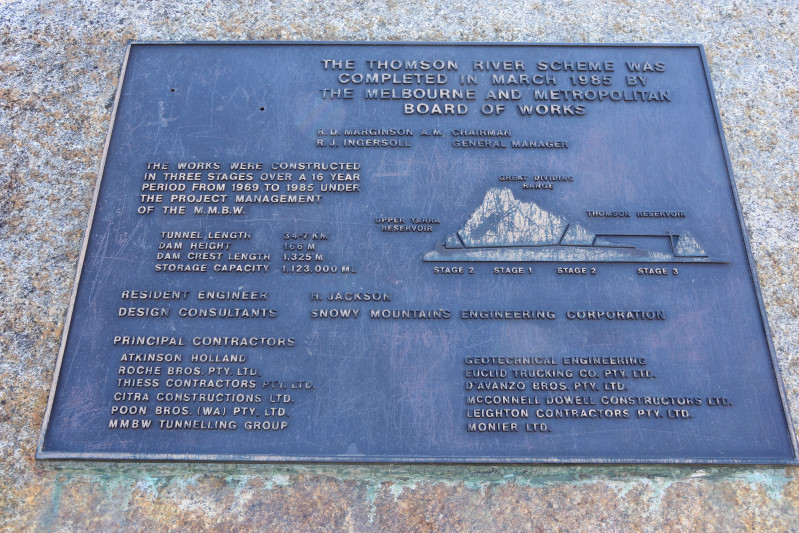 THE THOMSON RIVER SCHEME WAS
COMPLETED IN MARCH 1985 BY
THE MELBOURNE AND METROPOLITAN
BOARD OF WORKS
R.D. MARGINSON A.M. CHAIRMAN
R.J. INGERSOLL GENERAL MANAGER
THE WORKS WERE CONSTRUCTED
IN THREE STAGES OVER A 16 YEAR
PERIOD FROM 1969 TO 1985 UNDER
THE PROJECT MANAGEMENT
OF THE M.M.B.W.
TUNNEL LENGTH 34·7 KM.
DAM HEIGHT 166 M
DAM CREST LENGTH 1,325 M
STORAGE CAPACITY 1,123,000 ML
GREAT DIVIDING
RANGE
UPPER YARRA
RESERVOIR
THOMSON RESERVOIR
STAGE 2 STAGE 1 STAGE 2 STAGE 3
RESIDENT ENGINEER H. JACKSON
DESIGN CONSULTANTS SNOWY MOUNTAINS ENGINEERING CORPORATION
PRINCIPAL CONTRACTORS
ATKINSON HOLLAND
ROCHE BROS. PTY. LTD.
THIESS CONTRACTORS PTY. LTD.
CITRA CONSTRUCTIONS LTD.
POON BROS. (WA) PTY. LTD.
MMBW TUNNELLING GROUP
GEOTECHNICAL ENGINEERING
EUCLID TRUCKING CO. PTY. LTD.
D'AVANZO BROS. PTY. LTD.
MCCONNELL DOWELL CONSTRUCTORS LTD.
LEIGHTON CONTRACTORS PTY. LTD.
MONIER LTD.